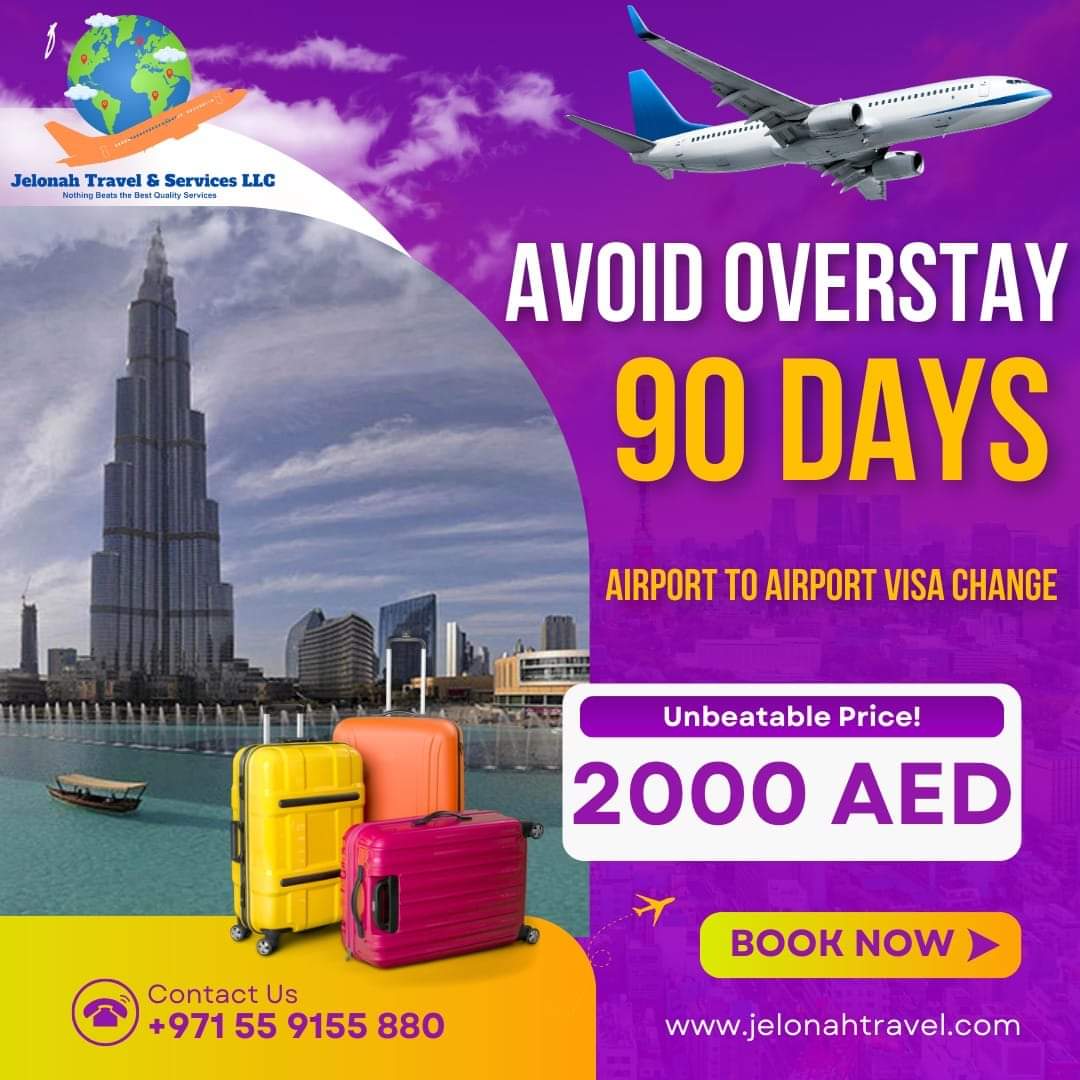 Jelonah Travel & Services LLC
Nothing Beats the Best Quality Services
AVOID OVERSTAY
90 DAYS
AIRPORT TO AIRPORT VISA CHANGE
Unbeatable Price!
2000 AED
BOOK NOW
Contact Us
+971 55 9155 880
www.jelonahtravel.com